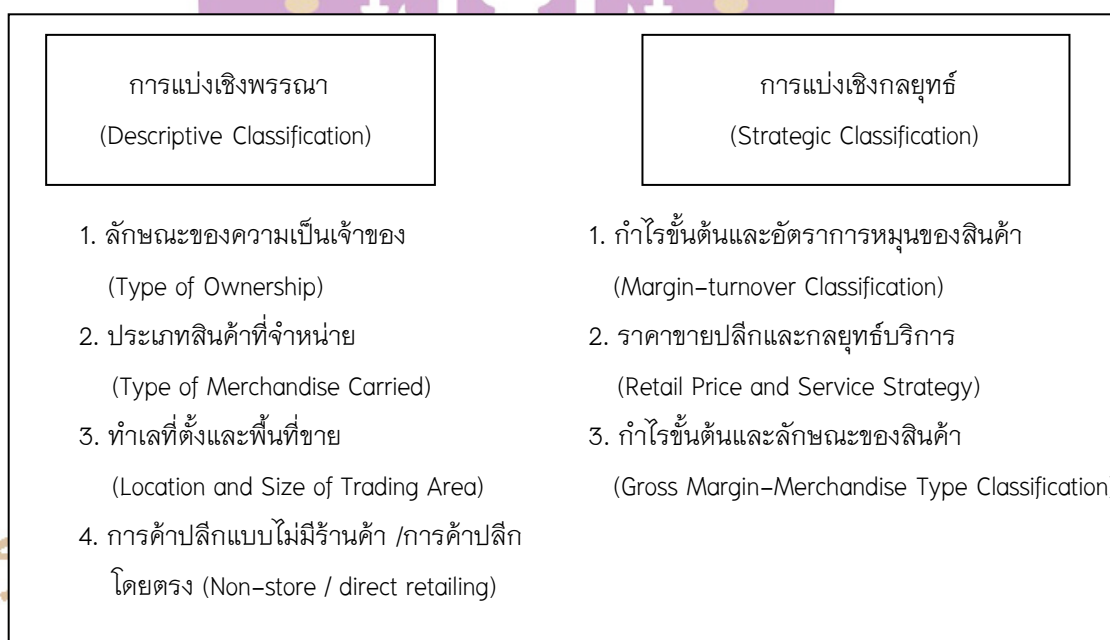 การแบ่งเชิงพรรณา
(Descriptive Classification)
1. ลักษณะของความเป็นเจ้าของ
(Type of Ownership)
2. ประเภทสินค้าที่จำหน่าย
(Type of Merchandise Carried)
3. ทำเลที่ตั้งและพื้นที่ขาย
(Location and Size of Trading Area)
4. การค้าปลีกแบบไม่มีร้านค้า /การค้าปลีก
โดยตรง (Non-store / direct retailing)
การแบ่งเชิงกลยุทธ์
(Strategic Classification)
1. กำไรขั้นต้นและอัตราการหมุนของสินค้า
(Margin-turnover Classification)
2. ราคาขายปลีกและกลยุทธ์บริการ
(Retail Price and Service Strategy)
3. กำไรขั้นต้นและลักษณะของสินค้า
(Gross Margin-Merchandise Type Classification)